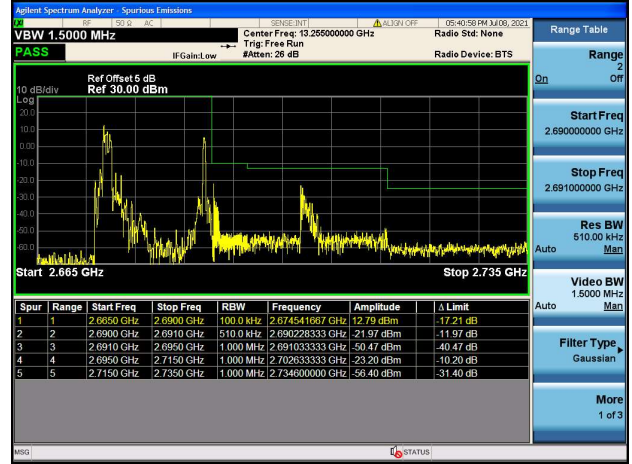 Agilent Spectrum Analyzer - Spurious Emissions
RF 50 Ω AC SENSE:INT ALIGN OFF 05:40:58 PM Jul 08, 2021
VBW 1.5000 MHz Center Freq: 13.255000000 GHz Radio Std: None
Trig: Free Run
PASS IFGain:Low #Atten: 26 dB Radio Device: BTS
Ref Offset 5 dB
10 dB/div Ref 30.00 dBm
Log
20.0
10.0
0.00
-10.0
-20.0
-30.0
-40.0
-50.0
-60.0
Start 2.665 GHz Stop 2.735 GHz
Spur Range Start Freq Stop Freq RBW Frequency Amplitude Δ Limit
1 1 2.6650 GHz 2.6900 GHz 100.0 kHz 2.674541667 GHz 12.79 dBm -17.21 dB
2 2 2.6900 GHz 2.6910 GHz 510.0 kHz 2.690228333 GHz -21.97 dBm -11.97 dB
3 3 2.6910 GHz 2.6950 GHz 1.000 MHz 2.691033333 GHz -50.47 dBm -40.47 dB
4 4 2.6950 GHz 2.7150 GHz 1.000 MHz 2.702633333 GHz -23.20 dBm -10.20 dB
5 5 2.7150 GHz 2.7350 GHz 1.000 MHz 2.734600000 GHz -56.40 dBm -31.40 dB
MSG STATUS
Range Table
Range
2
On Off
Start Freq
2.690000000 GHz
Stop Freq
2.691000000 GHz
Res BW
510.00 kHz
Auto Man
Video BW
1.5000 MHz
Auto Man
Filter Type
Gaussian
More
1 of 3